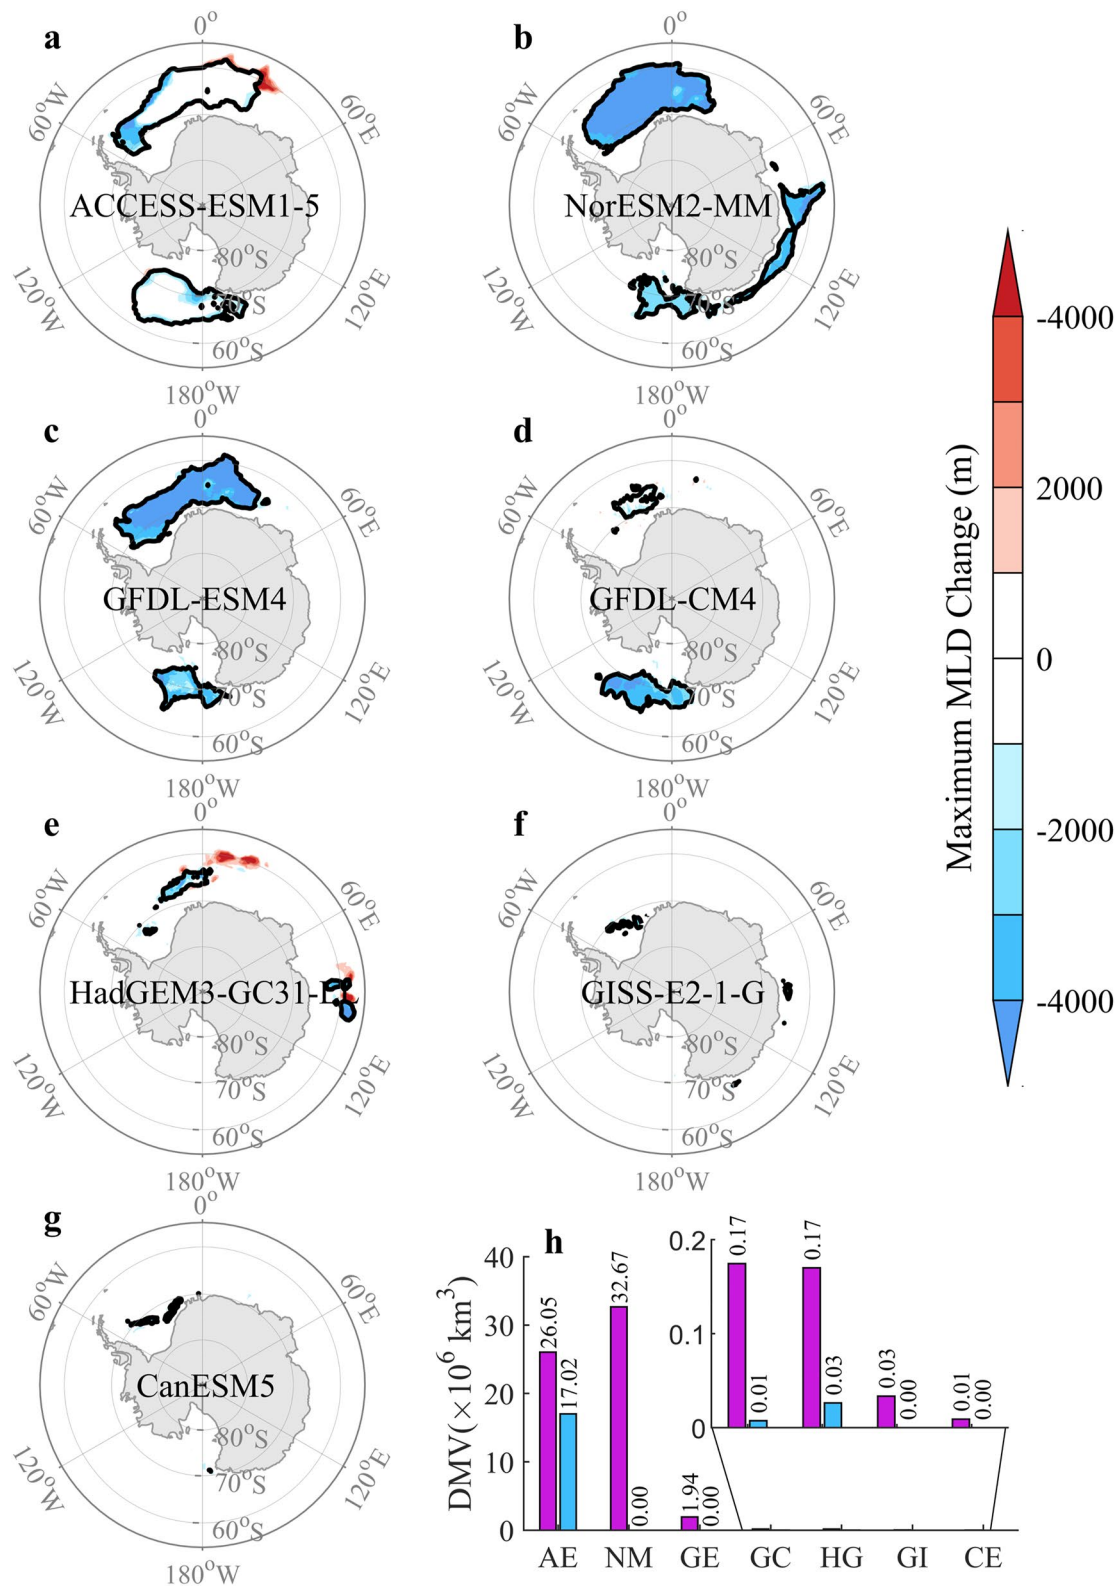 a
0°
60°W
60°E
ACCESS-ESM1-5
80°S
70°S
60°S
120°W
120°E
180°W
b
0°
60°W
60°E
NorESM2-MM
80°S
70°S
60°S
120°W
120°E
180°W
c
0°
60°W
60°E
GFDL-ESM4
80°S
70°S
60°S
120°W
120°E
180°W
d
0°
60°W
60°E
GFDL-CM4
80°S
70°S
60°S
120°W
120°E
180°W
e
0°
60°W
60°E
HadGEM3-GC31-LL
80°S
70°S
60°S
120°W
120°E
180°W
f
0°
60°W
60°E
GISS-E2-1-G
80°S
70°S
60°S
120°W
120°E
180°W
g
0°
60°W
60°E
CanESM5
80°S
70°S
60°S
120°W
120°E
180°W
Maximum MLD Change (m)
-4000
2000
0
-2000
-4000
h
DMV(×10⁶ km³)
40
30
20
10
0
26.05
17.02
32.67
0.00
1.94
0.00
0.2
0.1
0
0.17
0.01
0.17
0.03
0.03
0.00
0.01
0.00
AE NM GE GC HG GI CE